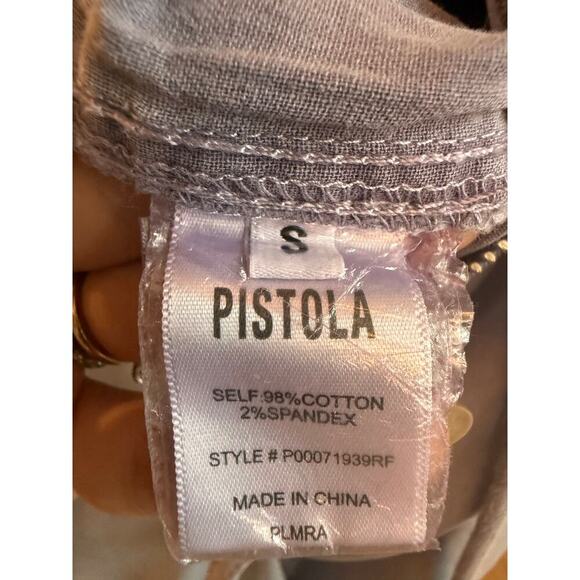 S
PISTOLA
SELF:98%COTTON
2%SPANDEX
STYLE # P00071939RF
MADE IN CHINA
PLMRA